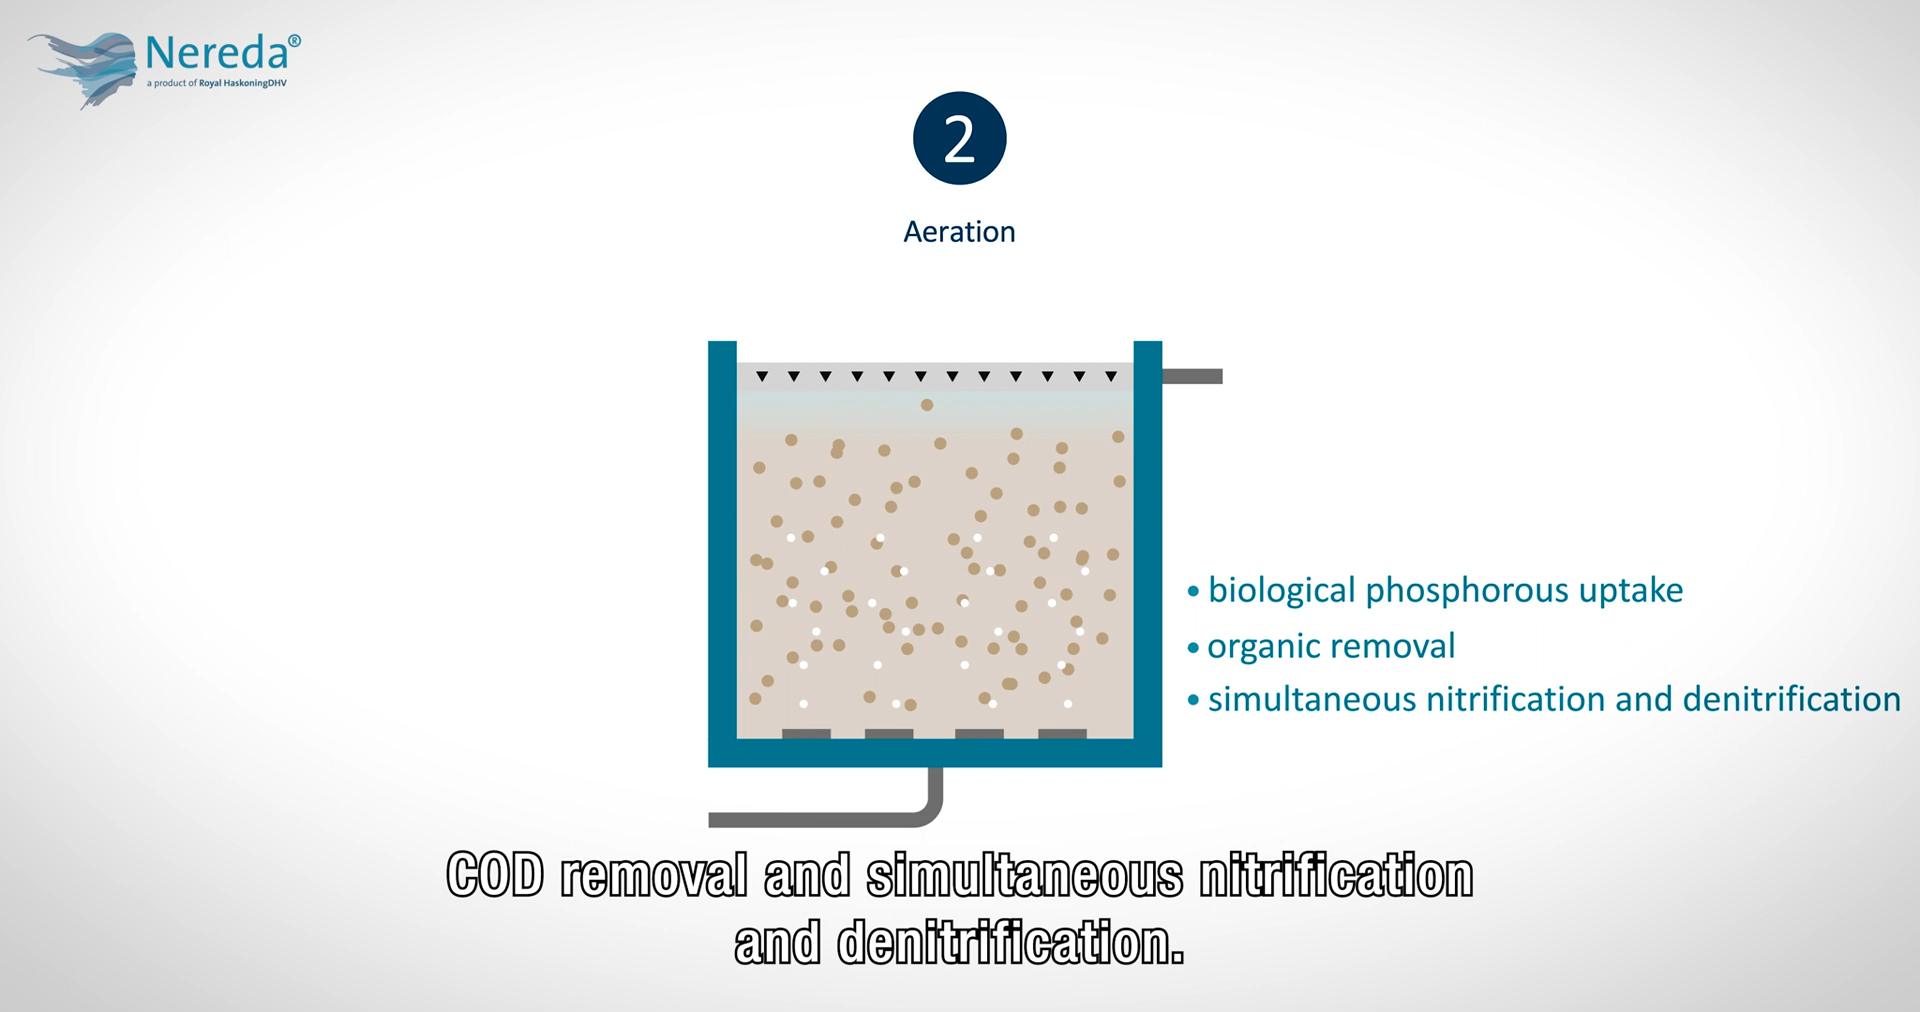 Nereda®
a product of Royal HaskoningDHV
2
Aeration
• biological phosphorous uptake
• organic removal
• simultaneous nitrification and denitrification
COD removal and simultaneous nitrification
and denitrification.